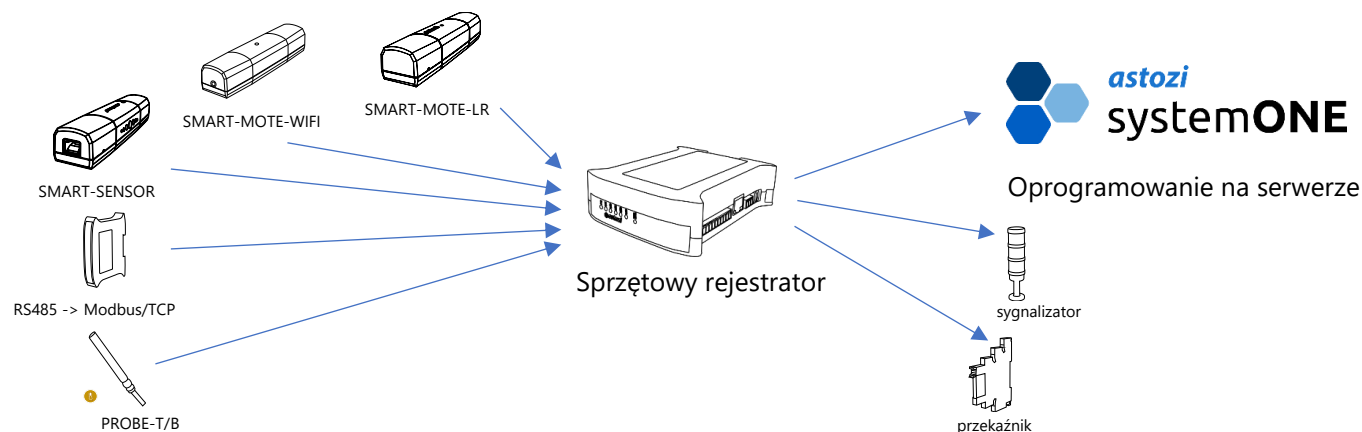 SMART-MOTE-WIFI
SMART-MOTE-LR
SMART-SENSOR
RS485 -> Modbus/TCP
PROBE-T/B
Sprzętowy rejestrator
astozi
systemONE
Oprogramowanie na serwerze
sygnalizator
przekaźnik